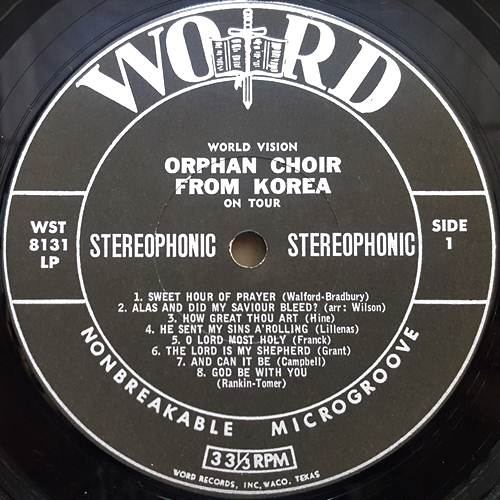 WORD
WORLD VISION
ORPHAN CHOIR
FROM KOREA
ON TOUR
WST
8131
LP
STEREOPHONIC STEREOPHONIC
SIDE
1
1. SWEET HOUR OF PRAYER (Walford-Bradbury)
2. ALAS AND DID MY SAVIOUR BLEED? (arr: Wilson)
3. HOW GREAT THOU ART (Hine)
4. HE SENT MY SINS A'ROLLING (Lillenas)
5. O LORD MOST HOLY (Franck)
6. THE LORD IS MY SHEPHERD (Grant)
7. AND CAN IT BE (Campbell)
8. GOD BE WITH YOU
(Rankin-Tomer)
NONBREAKABLE MICROGROOVE
33⅓ RPM
WORD RECORDS, INC, WACO, TEXAS